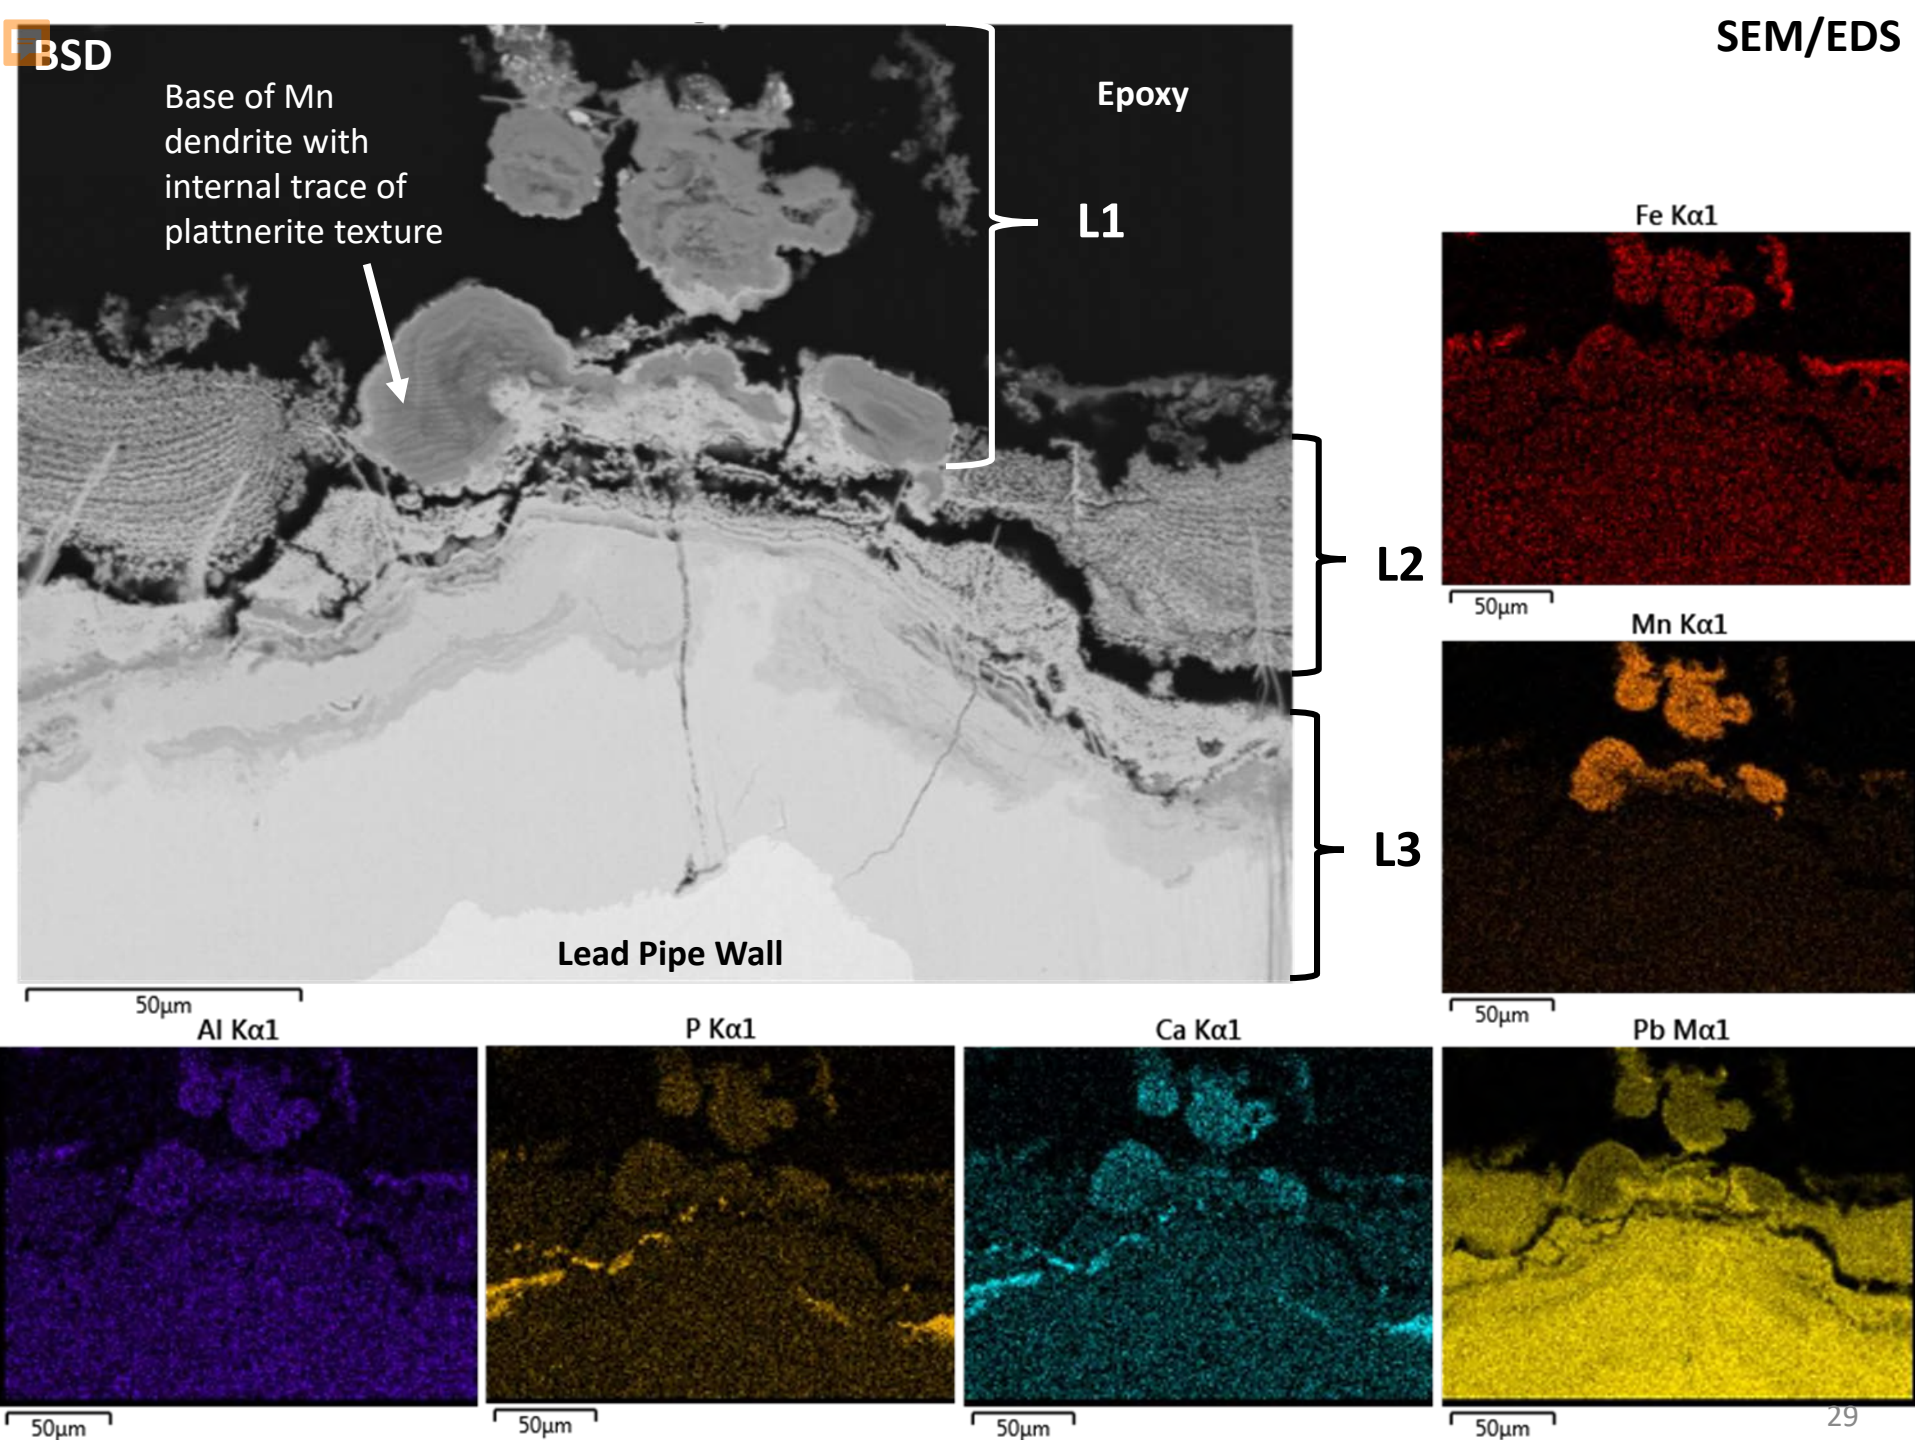 BSD
SEM/EDS
Base of Mn
dendrite with
internal trace of
plattnerite texture
Epoxy
L1
L2
L3
Lead Pipe Wall
50µm
Fe Kα1
50µm
Mn Kα1
50µm
Al Kα1
50µm
P Kα1
50µm
Ca Kα1
50µm
Pb Mα1
50µm
29